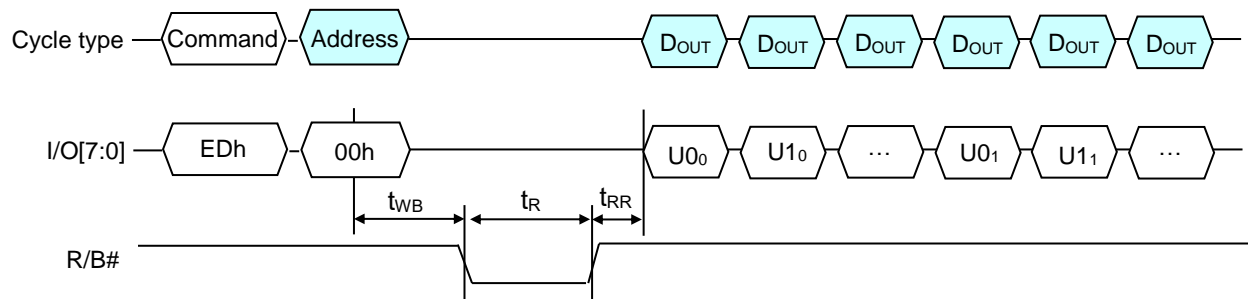 Cycle type Command Address DOUT DOUT DOUT DOUT DOUT DOUT
I/O[7:0] EDh 00h U00 U10 ... U01 U11 ...
tWB tR tRR
R/B#